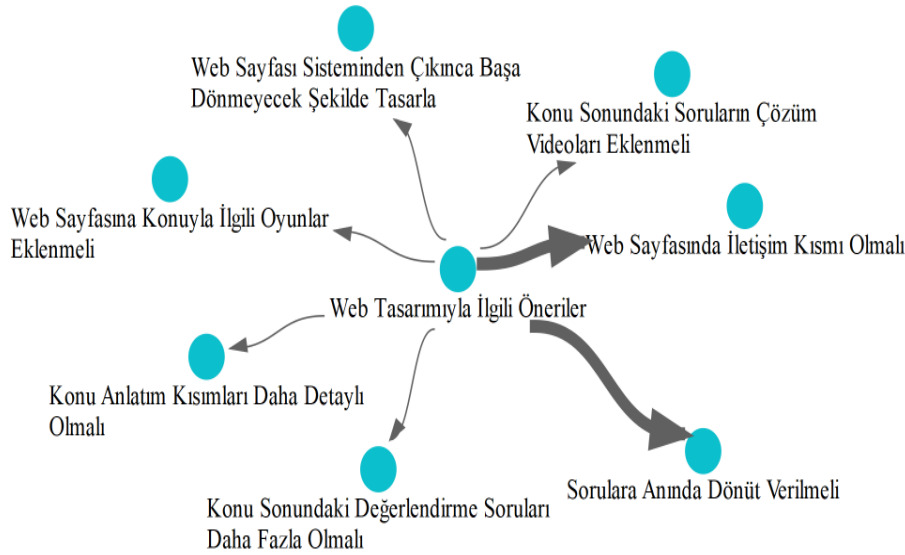 Web Sayfası Sisteminden Çıkınca Başa
Dönmeyecek Şekilde Tasarla
Konu Sonundaki Soruların Çözüm
Videoları Eklenmeli
Web Sayfasına Konuyla İlgili Oyunlar
Eklenmeli
Web Sayfasında İletişim Kısmı Olmalı
Web Tasarımıyla İlgili Öneriler
Konu Anlatım Kısımları Daha Detaylı
Olmalı
Konu Sonundaki Değerlendirme Soruları
Daha Fazla Olmalı
Sorulara Anında Dönüt Verilmeli